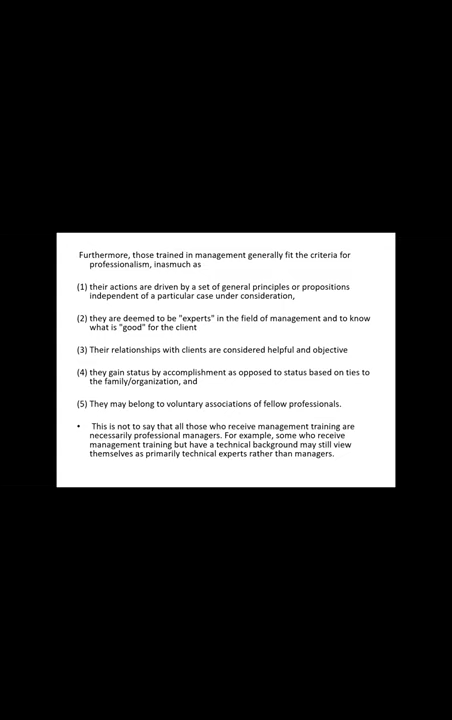 Furthermore, those trained in management generally fit the criteria for
professionalism, inasmuch as
(1) their actions are driven by a set of general principles or propositions
independent of a particular case under consideration,
(2) they are deemed to be "experts" in the field of management and to know
what is "good" for the client
(3) Their relationships with clients are considered helpful and objective
(4) they gain status by accomplishment as opposed to status based on ties to
the family/organization, and
(5) They may belong to voluntary associations of fellow professionals.
• This is not to say that all those who receive management training are
necessarily professional managers. For example, some who receive
management training but have a technical background may still view
themselves as primarily technical experts rather than managers.